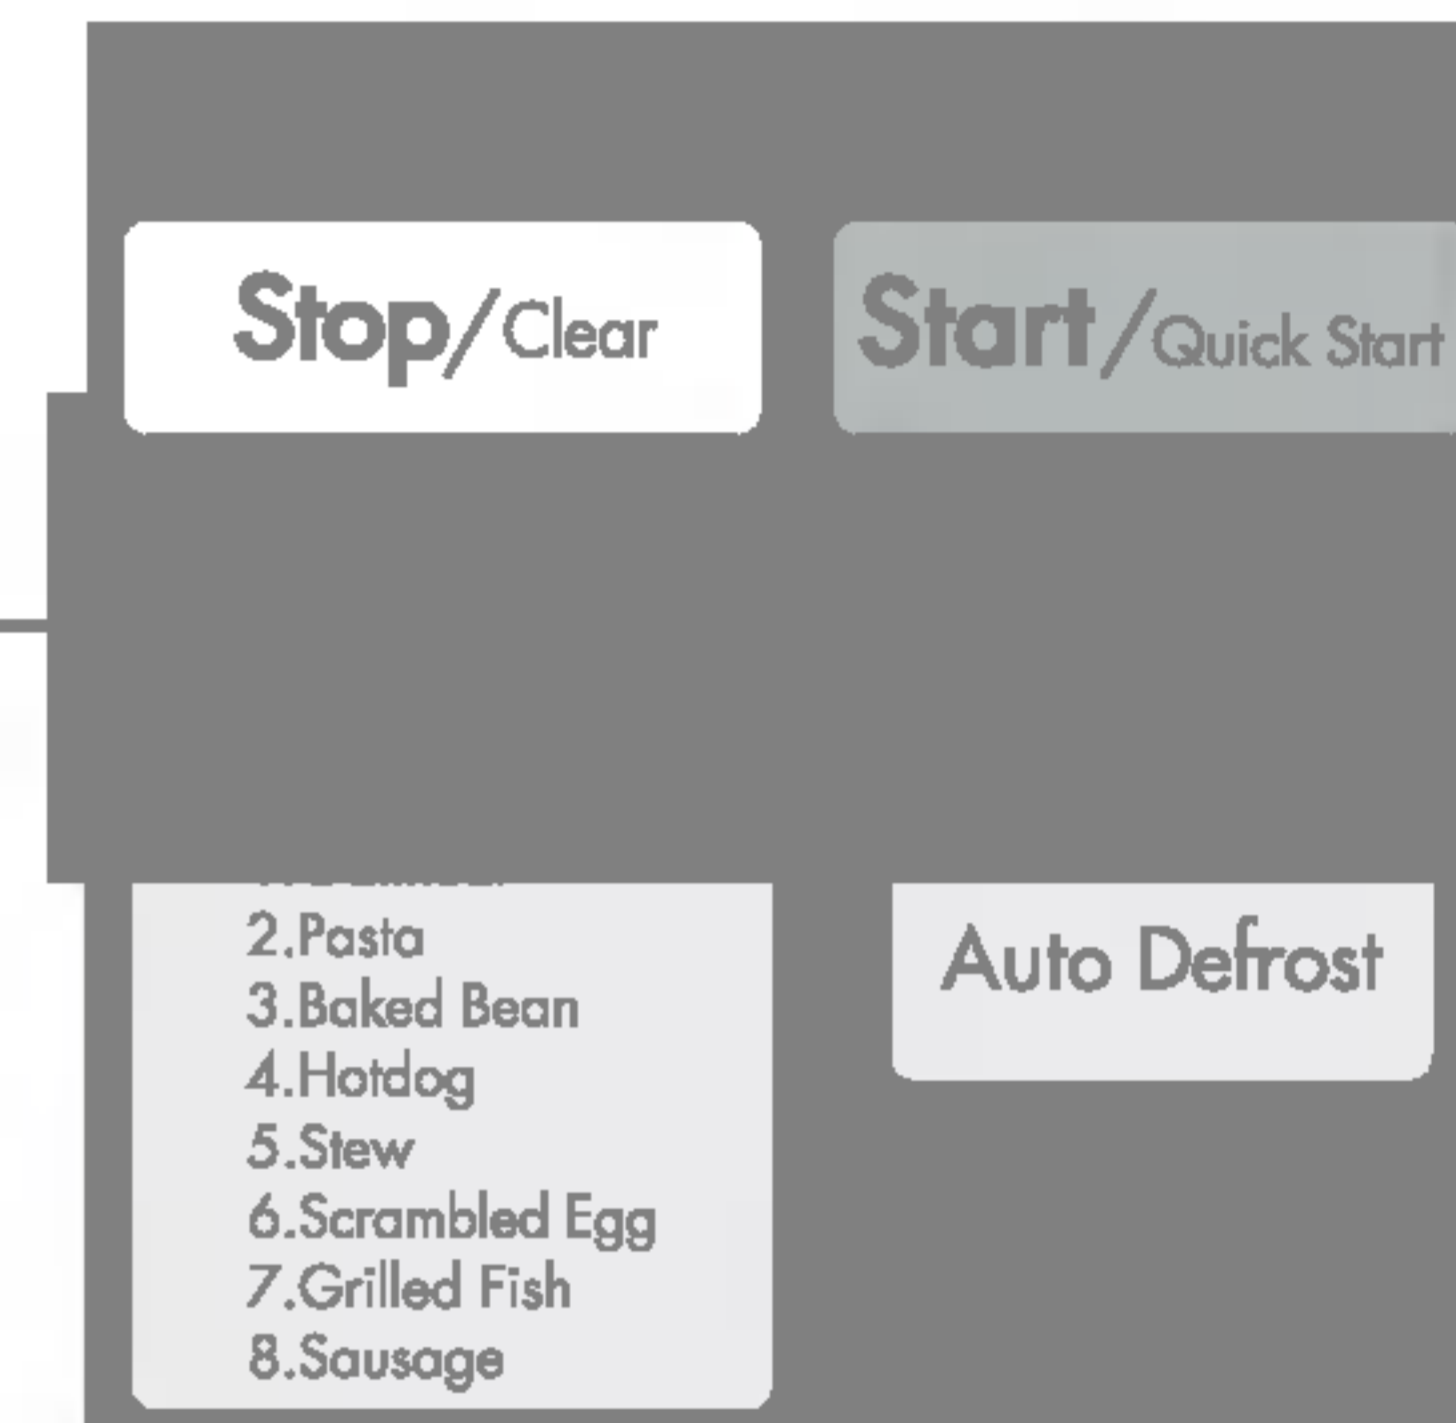 Stop/Clear
Start/Quick Start
2.Pasta
3.Baked Bean
4.Hotdog
5.Stew
6.Scrambled Egg
7.Grilled Fish
8.Sausage
Auto Defrost